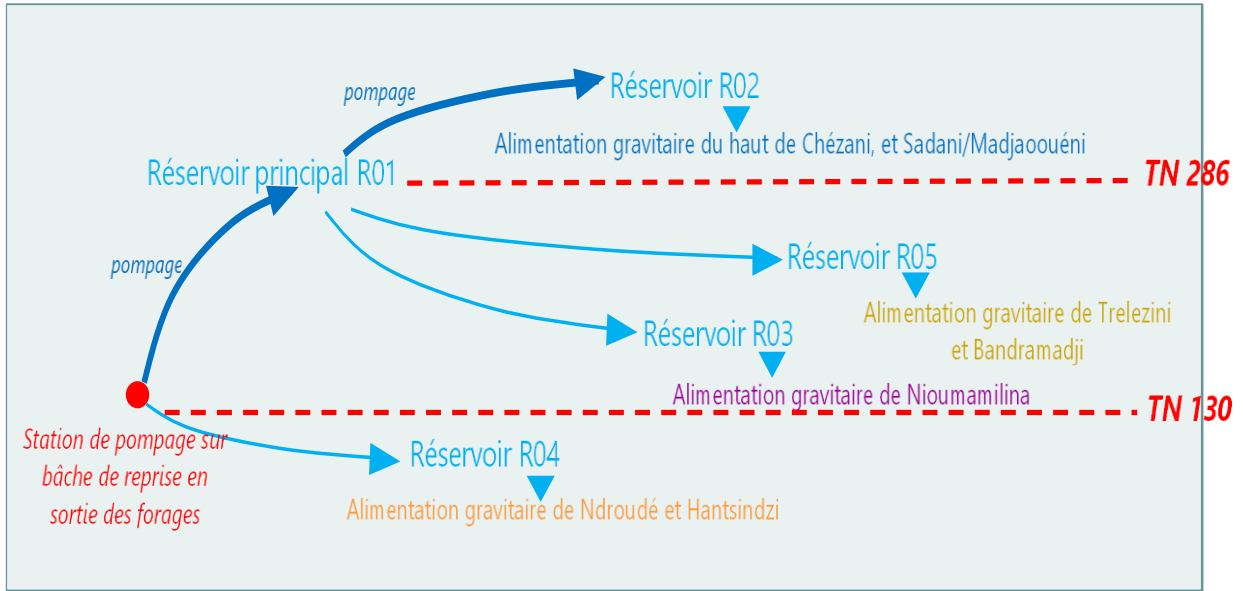 pompage
Réservoir R02
Alimentation gravitaire du haut de Chézani, et Sadani/Madjaoouéni
Réservoir principal R01
TN 286
pompage
Réservoir R05
Alimentation gravitaire de Trelezini
et Bandramadji
Réservoir R03
Alimentation gravitaire de Nioumamilina
TN 130
Station de pompage sur
bâche de reprise en
sortie des forages
Réservoir R04
Alimentation gravitaire de Ndroudé et Hantsindzi